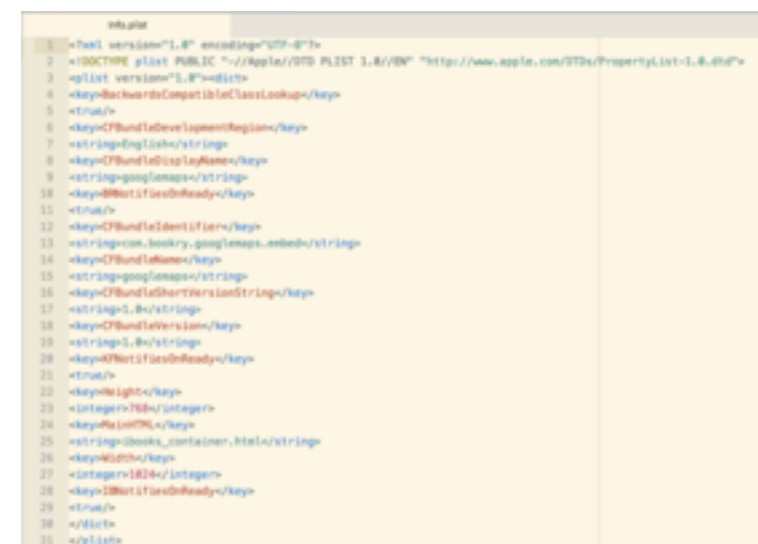 info.plist
1 <?xml version="1.0" encoding="UTF-8"?>
2 <!DOCTYPE plist PUBLIC "-//Apple//DTD PLIST 1.0//EN" "http://www.apple.com/DTDs/PropertyList-1.0.dtd">
3 <plist version="1.0"><dict>
4 <key>BackwardsCompatibleClassLookup</key>
5 <true/>
6 <key>CFBundleDevelopmentRegion</key>
7 <string>English</string>
8 <key>CFBundleDisplayName</key>
9 <string>googlemaps</string>
10 <key>BRNotifiesOnReady</key>
11 <true/>
12 <key>CFBundleIdentifier</key>
13 <string>com.bookry.googlemaps.embed</string>
14 <key>CFBundleName</key>
15 <string>googlemaps</string>
16 <key>CFBundleShortVersionString</key>
17 <string>1.0</string>
18 <key>CFBundleVersion</key>
19 <string>1.0</string>
20 <key>KFNotifiesOnReady</key>
21 <true/>
22 <key>Height</key>
23 <integer>768</integer>
24 <key>MainHTML</key>
25 <string>ibooks_container.html</string>
26 <key>Width</key>
27 <integer>1024</integer>
28 <key>IBNotifiesOnReady</key>
29 <true/>
30 </dict>
31 </plist>